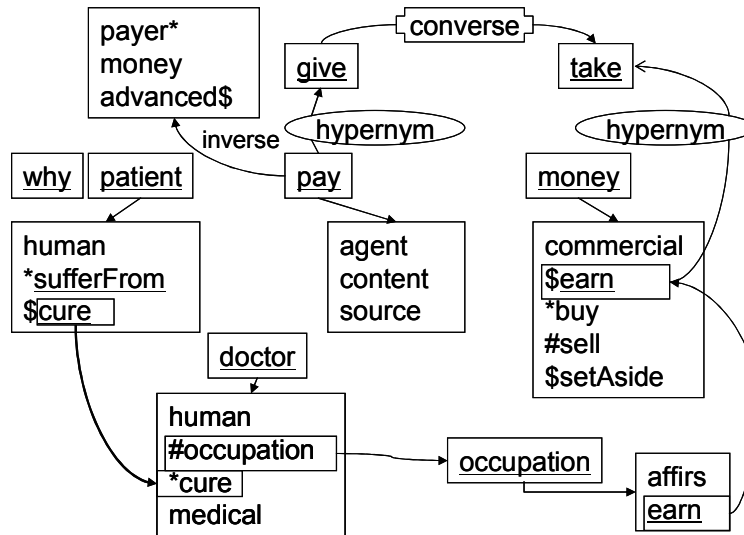 payer*
money
advanced$
give
converse
take
inverse
hypernym
hypernym
why
patient
pay
money
human
*sufferFrom
$cure
agent
content
source
commercial
$earn
*buy
#sell
$setAside
doctor
human
#occupation
*cure
medical
occupation
affirs
earn